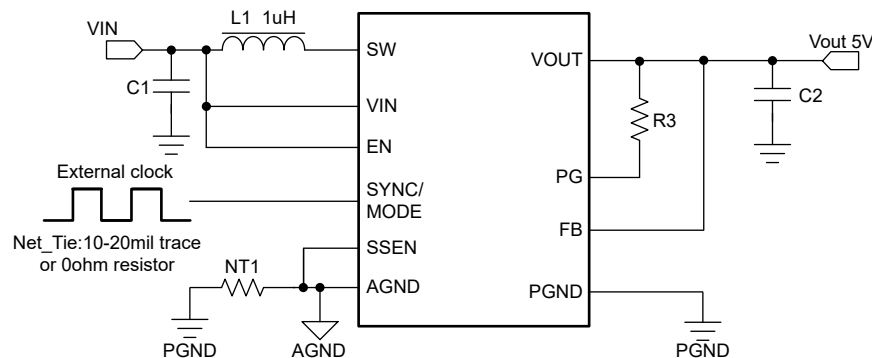 VIN
L1 1uH
C1
External clock
Net_Tie:10-20mil trace
or 0ohm resistor
NT1
PGND
AGND
SW
VIN
EN
SYNC/
MODE
SSEN
AGND
VOUT
PG
FB
PGND
R3
Vout 5V
C2
PGND